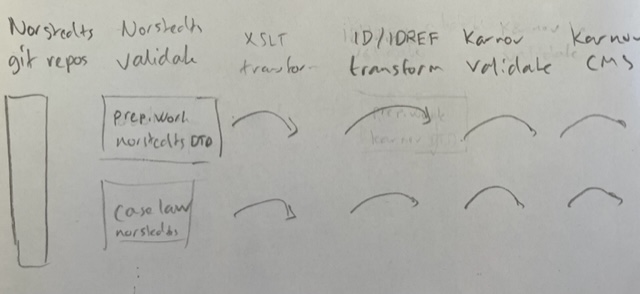 Norstedts
git repos
Norstedts
validate
XSLT
transform
ID/IDREF
transform
Karnov
validate
Karnov
CMS
prep.work
norstedts DTD
case law
norstedts